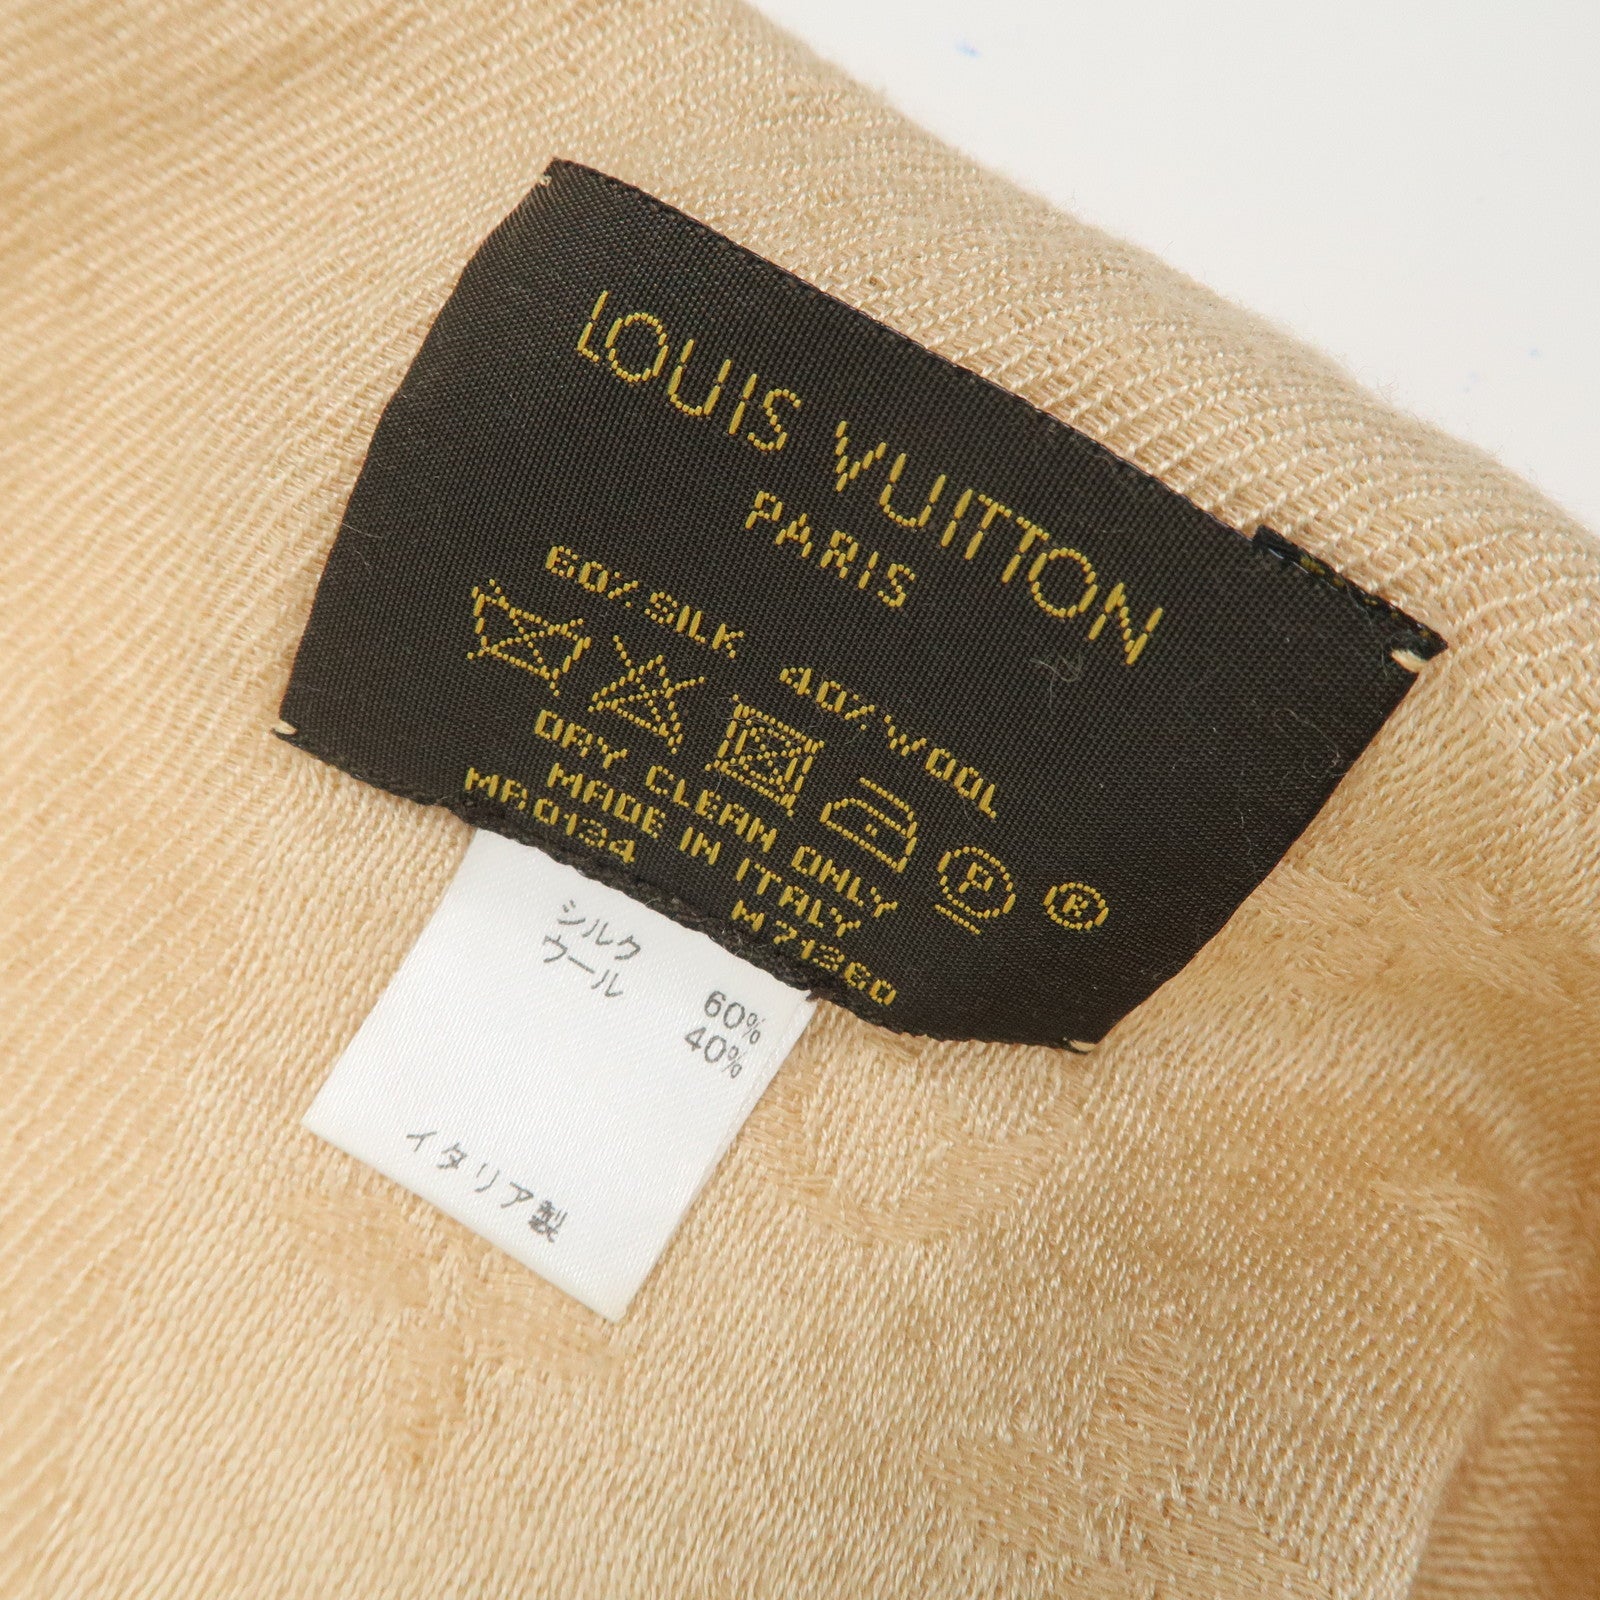 LOUIS VUITTON
PARIS
60% SILK 40% WOOL
P R
DRY CLEAN ONLY
MADE IN ITALY
MA0134 M71360
シルク 60%
ウール 40%
イタリア製